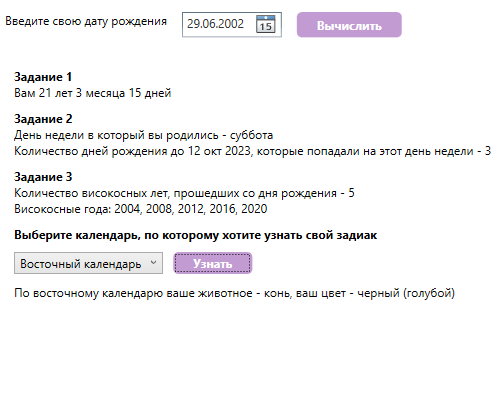 Введите свою дату рождения 29.06.2002 15 Вычислить
Задание 1
Вам 21 лет 3 месяца 15 дней
Задание 2
День недели в который вы родились - суббота
Количество дней рождения до 12 окт 2023, которые попадали на этот день недели - 3
Задание 3
Количество високосных лет, прошедших со дня рождения - 5
Високосные года: 2004, 2008, 2012, 2016, 2020
Выберите календарь, по которому хотите узнать свой задиак
Восточный календарь Узнать
По восточному календарю ваше животное - конь, ваш цвет - черный (голубой)